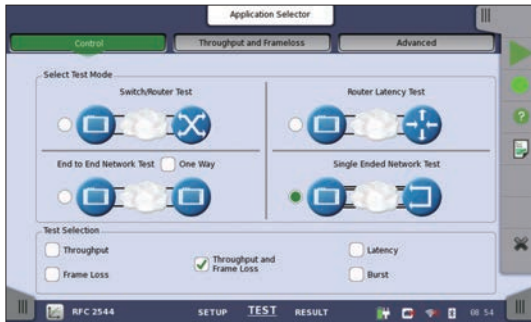 Application Selector
Control
Throughput and Frameloss
Advanced
Select Test Mode
Switch/Router Test
Router Latency Test
End to End Network Test
One Way
Single Ended Network Test
Test Selection
Throughput
Throughput and
Frame Loss
Latency
Frame Loss
Burst
RFC 2544
SETUP
TEST
RESULT
08 54